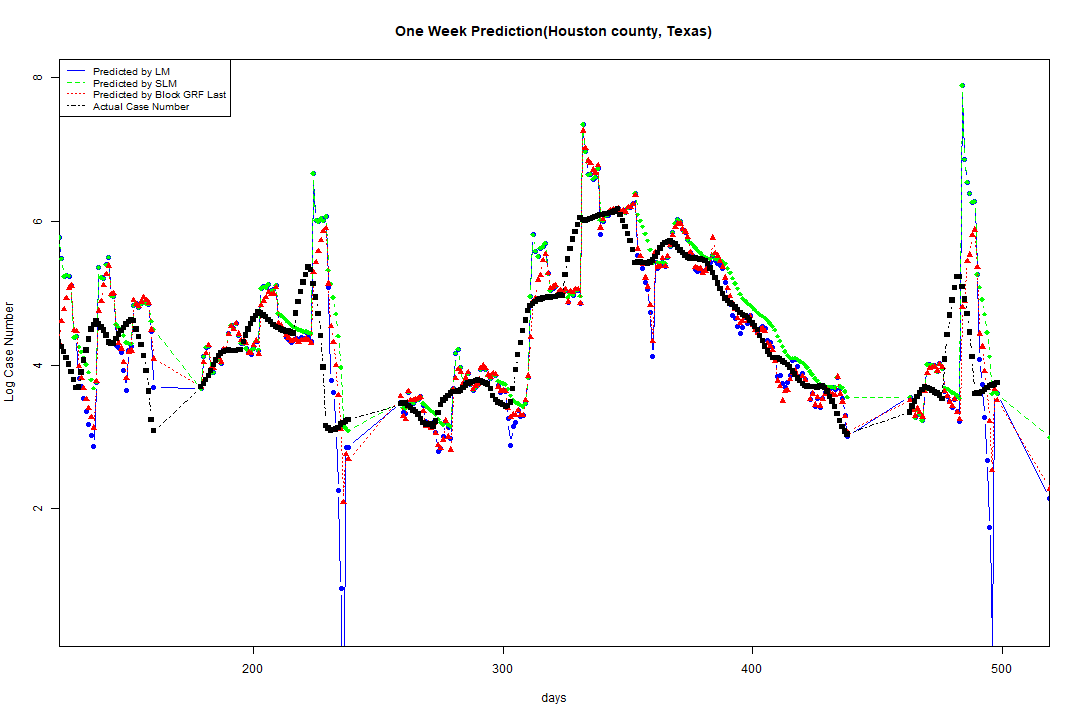 One Week Prediction(Houston county, Texas)
Predicted by LM
Predicted by SLM
Predicted by Block GRF Last
Actual Case Number
8
6
4
2
Log Case Number
200 300 400 500
days